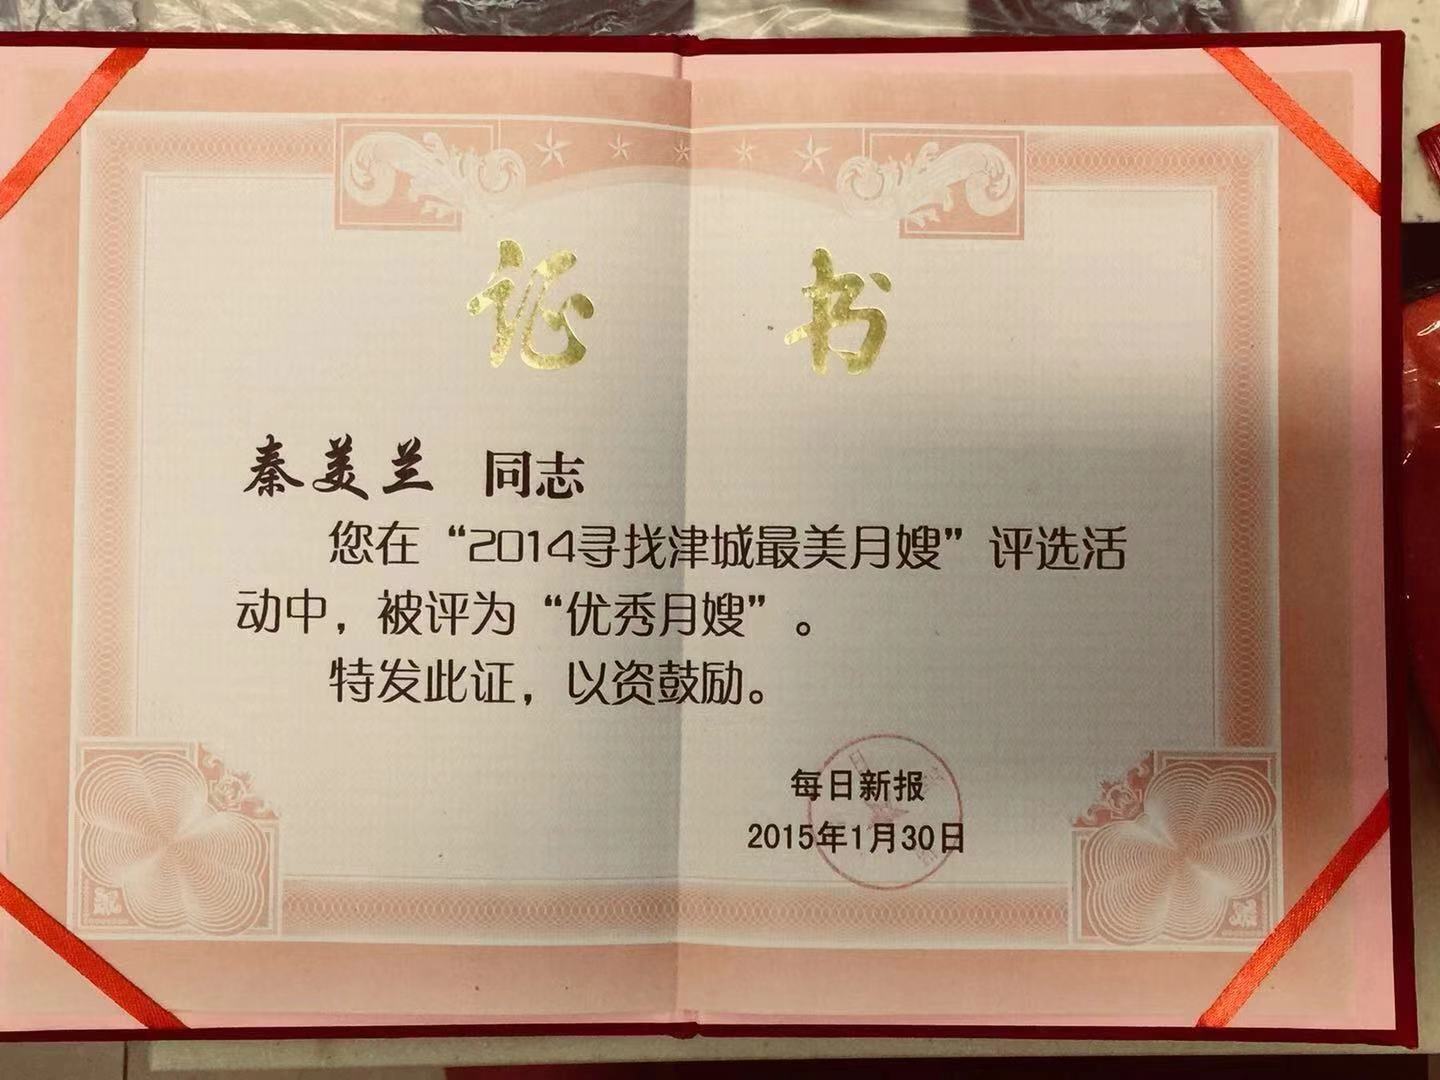 证书
秦美兰 同志
您在“2014寻找津城最美月嫂”评选活
动中，被评为“优秀月嫂”。
特发此证，以资鼓励。
每日新报
2015年1月30日